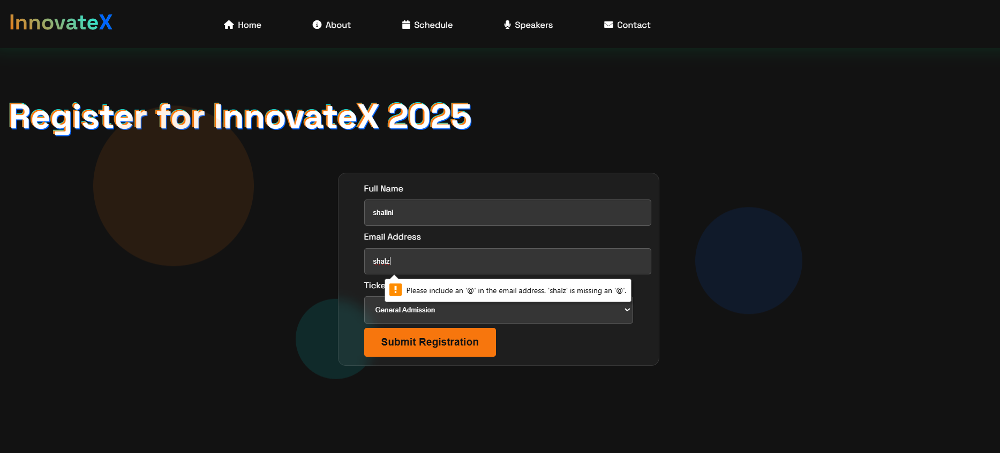 InnovateX
Home
About
Schedule
Speakers
Contact
Register for InnovateX 2025
Full Name
shalini
Email Address
shalz
Please include an '@' in the email address. 'shalz' is missing an '@'.
General Admission
Submit Registration